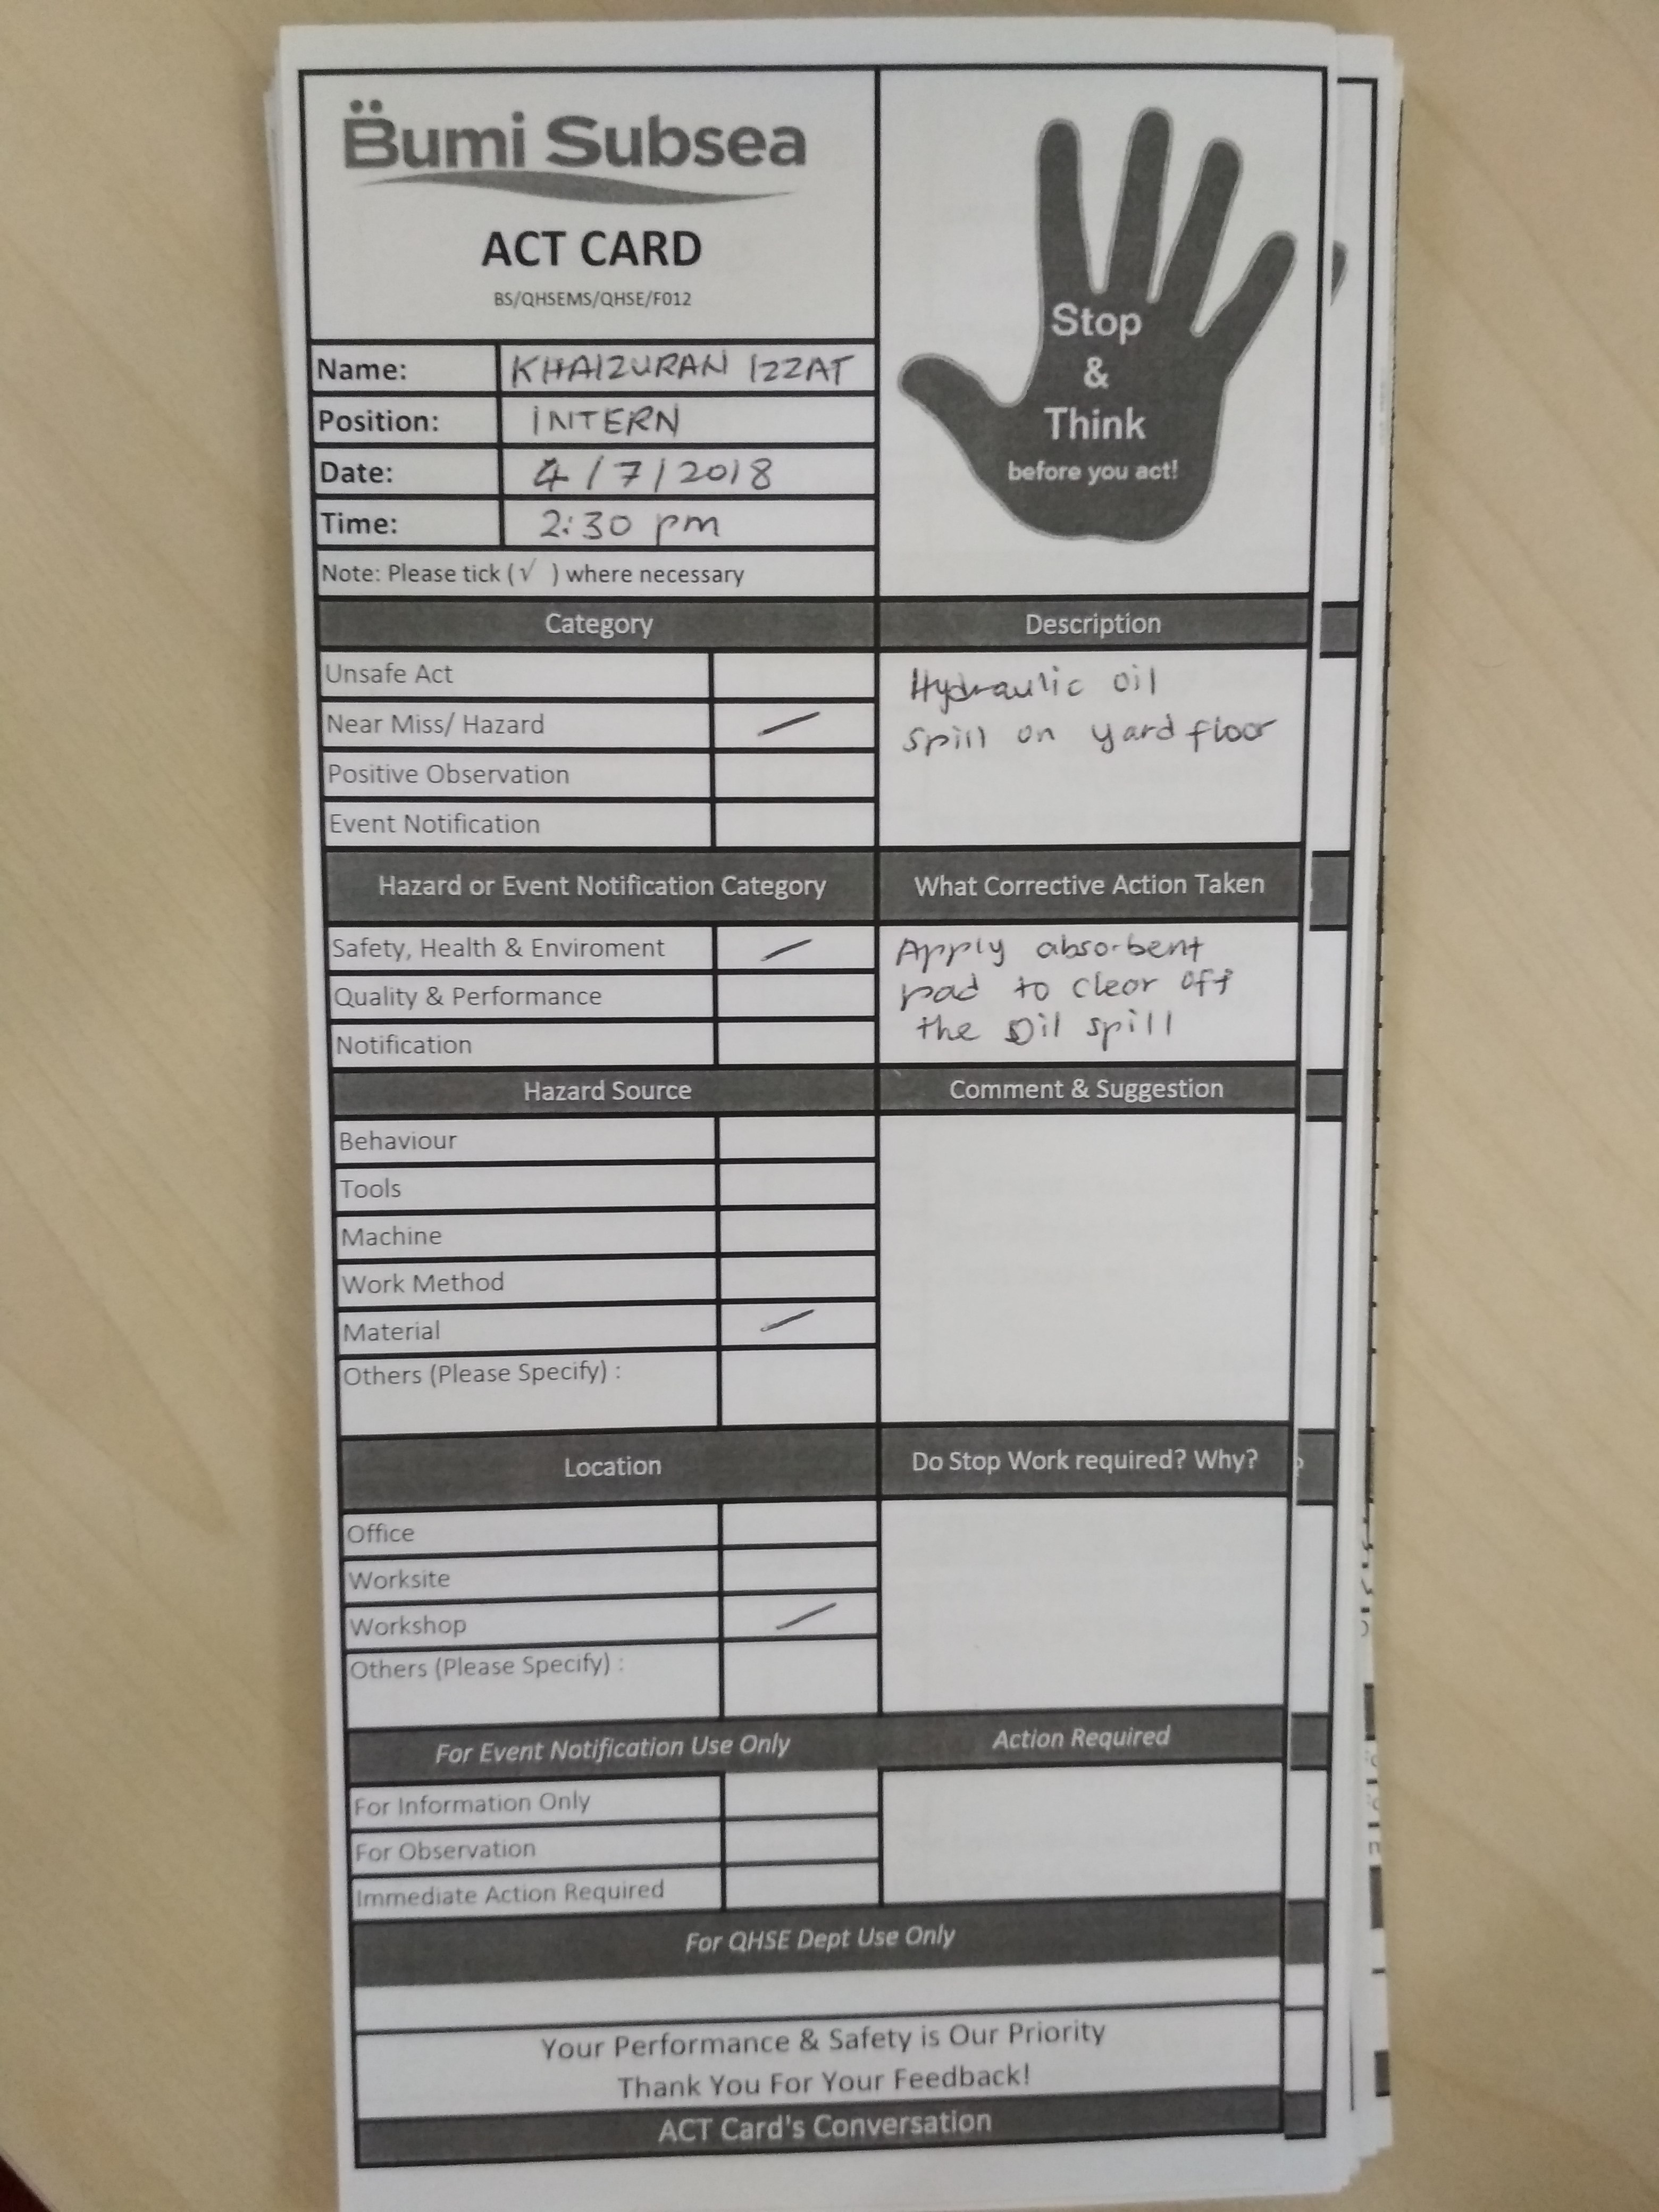 Bumi Subsea
ACT CARD
BS/QHSEMS/QHSE/F012
Stop
&
Think
before you act!
Name: KHAIZURAN IZZAT
Position: INTERN
Date: 4/7/2018
Time: 2:30 pm
Note: Please tick (√ ) where necessary
Category
Unsafe Act
Near Miss/ Hazard /
Positive Observation
Event Notification
Description
Hydraulic oil
spill on yard floor
Hazard or Event Notification Category
Safety, Health & Enviroment /
Quality & Performance
Notification
What Corrective Action Taken
Apply absorbent
pad to clear off
the oil spill
Hazard Source
Behaviour
Tools
Machine
Work Method
Material /
Others (Please Specify) :
Comment & Suggestion
Location
Office
Worksite
Workshop /
Others (Please Specify) :
Do Stop Work required? Why?
For Event Notification Use Only
For Information Only
For Observation
Immediate Action Required
Action Required
For QHSE Dept Use Only
Your Performance & Safety is Our Priority
Thank You For Your Feedback!
ACT Card's Conversation